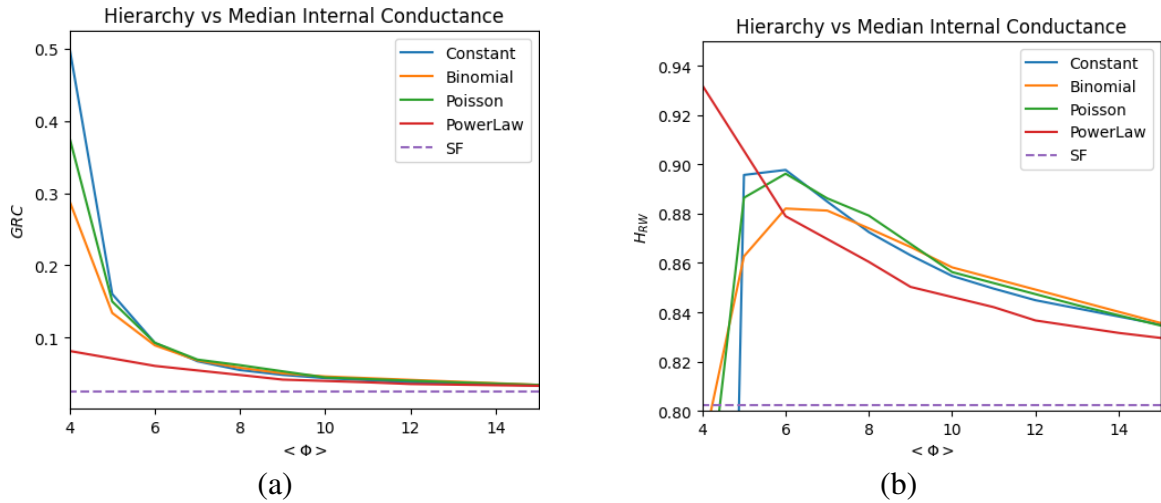 Hierarchy vs Median Internal Conductance
0.5
0.4
0.3
0.2
0.1
GRC
4 6 8 10 12 14
< Φ >
Constant
Binomial
Poisson
PowerLaw
SF
(a)
Hierarchy vs Median Internal Conductance
0.94
0.92
0.90
0.88
0.86
0.84
0.82
0.80
H_RW
4 6 8 10 12 14
< Φ >
Constant
Binomial
Poisson
PowerLaw
SF
(b)